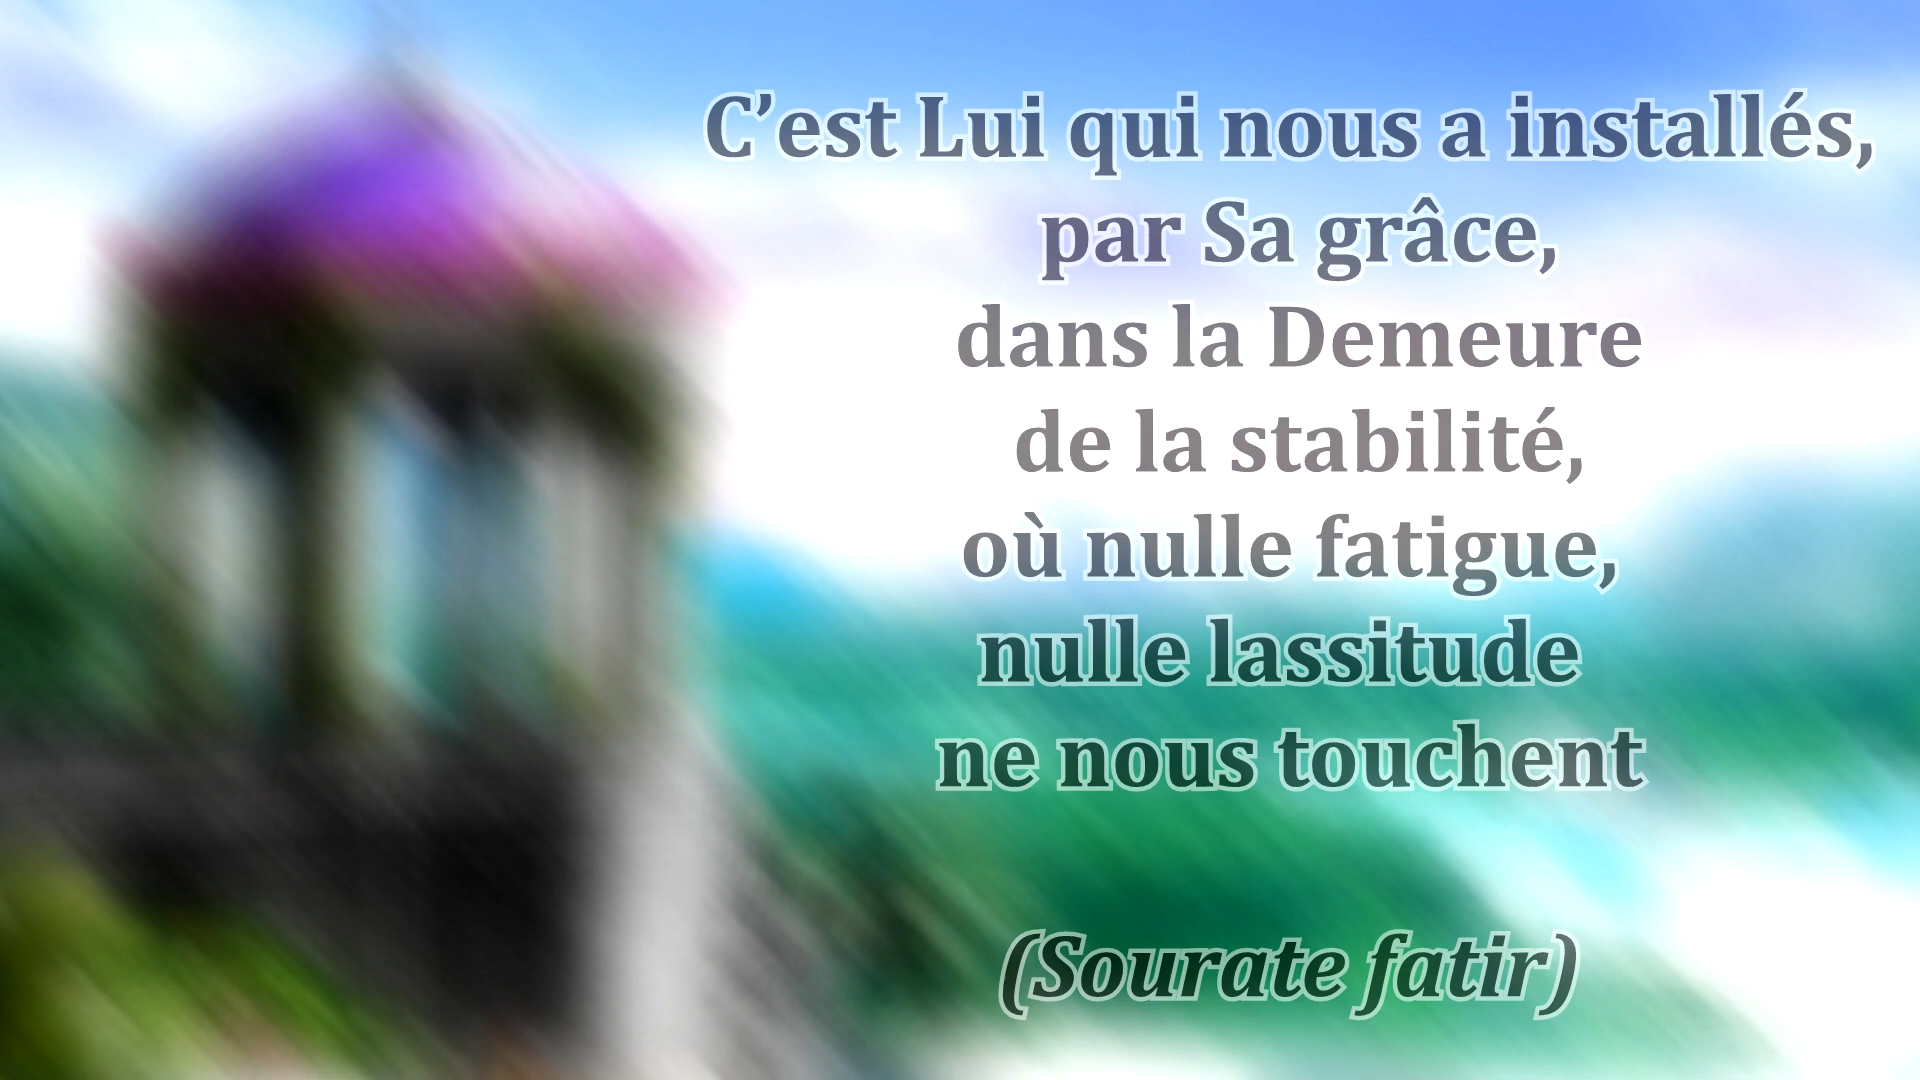 C’est Lui qui nous a installés,
par Sa grâce,
dans la Demeure
de la stabilité,
où nulle fatigue,
nulle lassitude
ne nous touchent
(Sourate fatir)